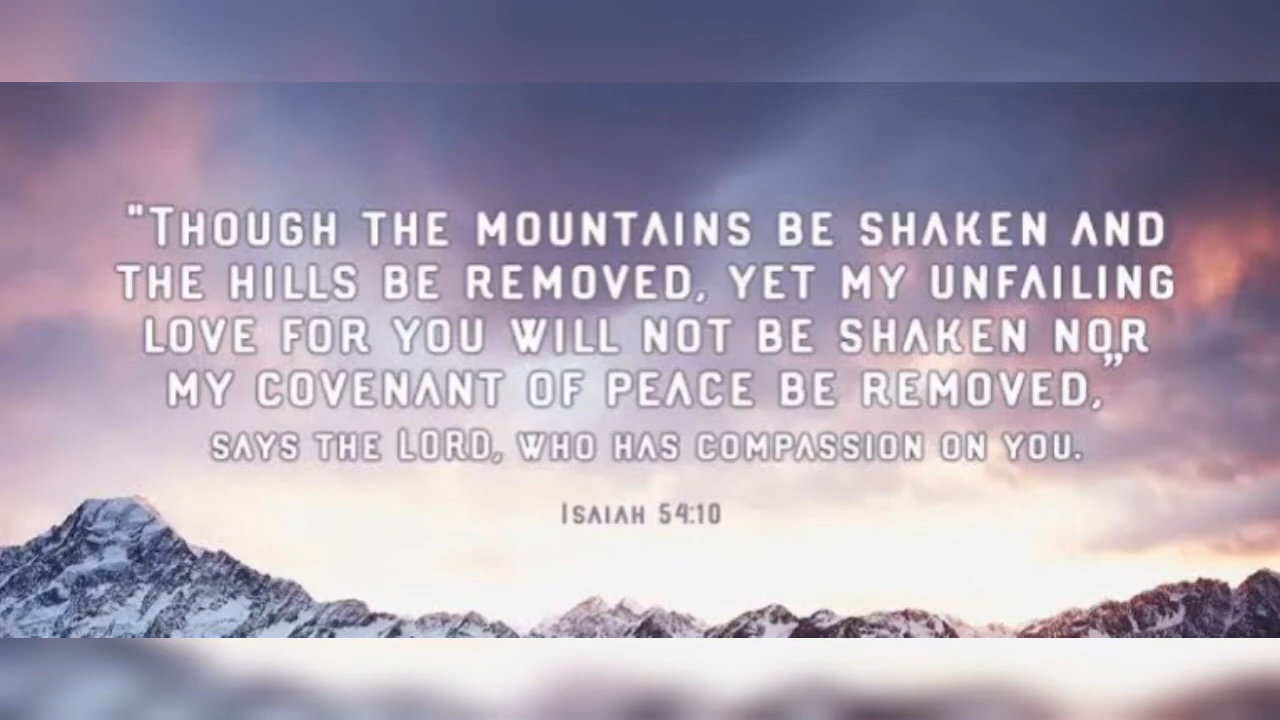 "Though the mountains be shaken and
the hills be removed, yet my unfailing
love for you will not be shaken nor
my covenant of peace be removed,”
says the LORD, who has compassion on you.
Isaiah 54:10